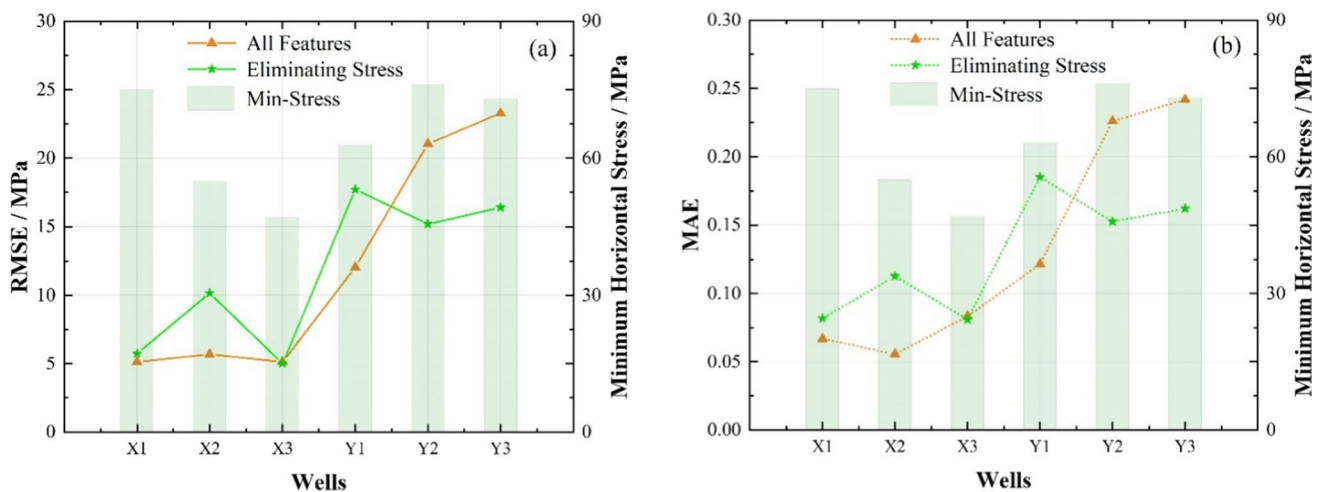 (a)
All Features
Eliminating Stress
Min-Stress
RMSE / MPa
30
25
20
15
10
5
0
90
60
30
0
Minimum Horizontal Stress / MPa
X1 X2 X3 Y1 Y2 Y3
Wells
(b)
All Features
Eliminating Stress
Min-Stress
MAE
0.30
0.25
0.20
0.15
0.10
0.05
0.00
90
60
30
0
Minimum Horizontal Stress / MPa
X1 X2 X3 Y1 Y2 Y3
Wells